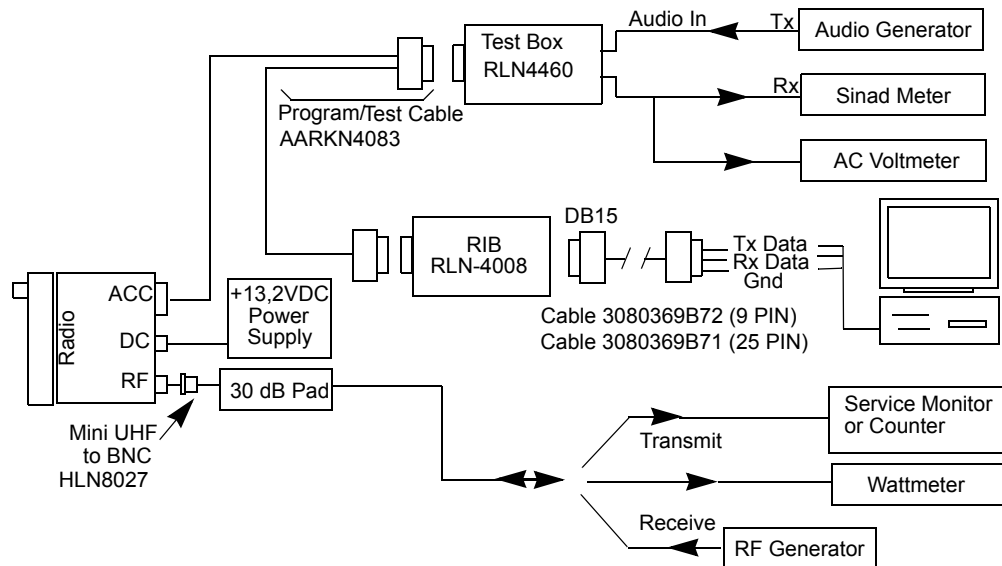 Audio In
Tx
Audio Generator
Test Box
RLN4460
Rx
Sinad Meter
Program/Test Cable
AARKN4083
AC Voltmeter
DB15
RIB
RLN-4008
Tx Data
Rx Data
Gnd
Cable 3080369B72 (9 PIN)
Cable 3080369B71 (25 PIN)
Radio
ACC
DC
RF
+13,2VDC
Power
Supply
30 dB Pad
Mini UHF
to BNC
HLN8027
Transmit
Service Monitor
or Counter
Wattmeter
Receive
RF Generator